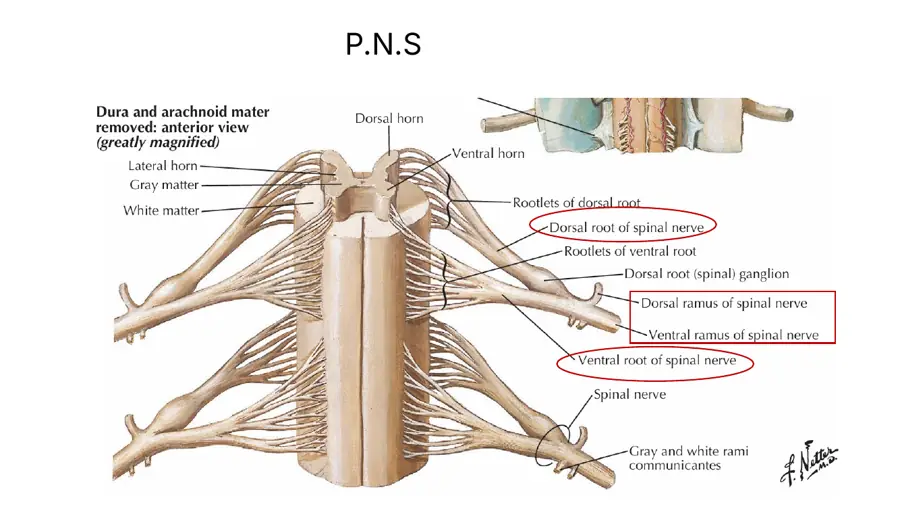 P.N.S
Dura and arachnoid mater
removed: anterior view
(greatly magnified)
Dorsal horn
Ventral horn
Lateral horn
Gray matter
White matter
Rootlets of dorsal root
Dorsal root of spinal nerve
Rootlets of ventral root
Dorsal root (spinal) ganglion
Dorsal ramus of spinal nerve
Ventral ramus of spinal nerve
Ventral root of spinal nerve
Spinal nerve
Gray and white rami
communicantes
F. Netter
M.D.